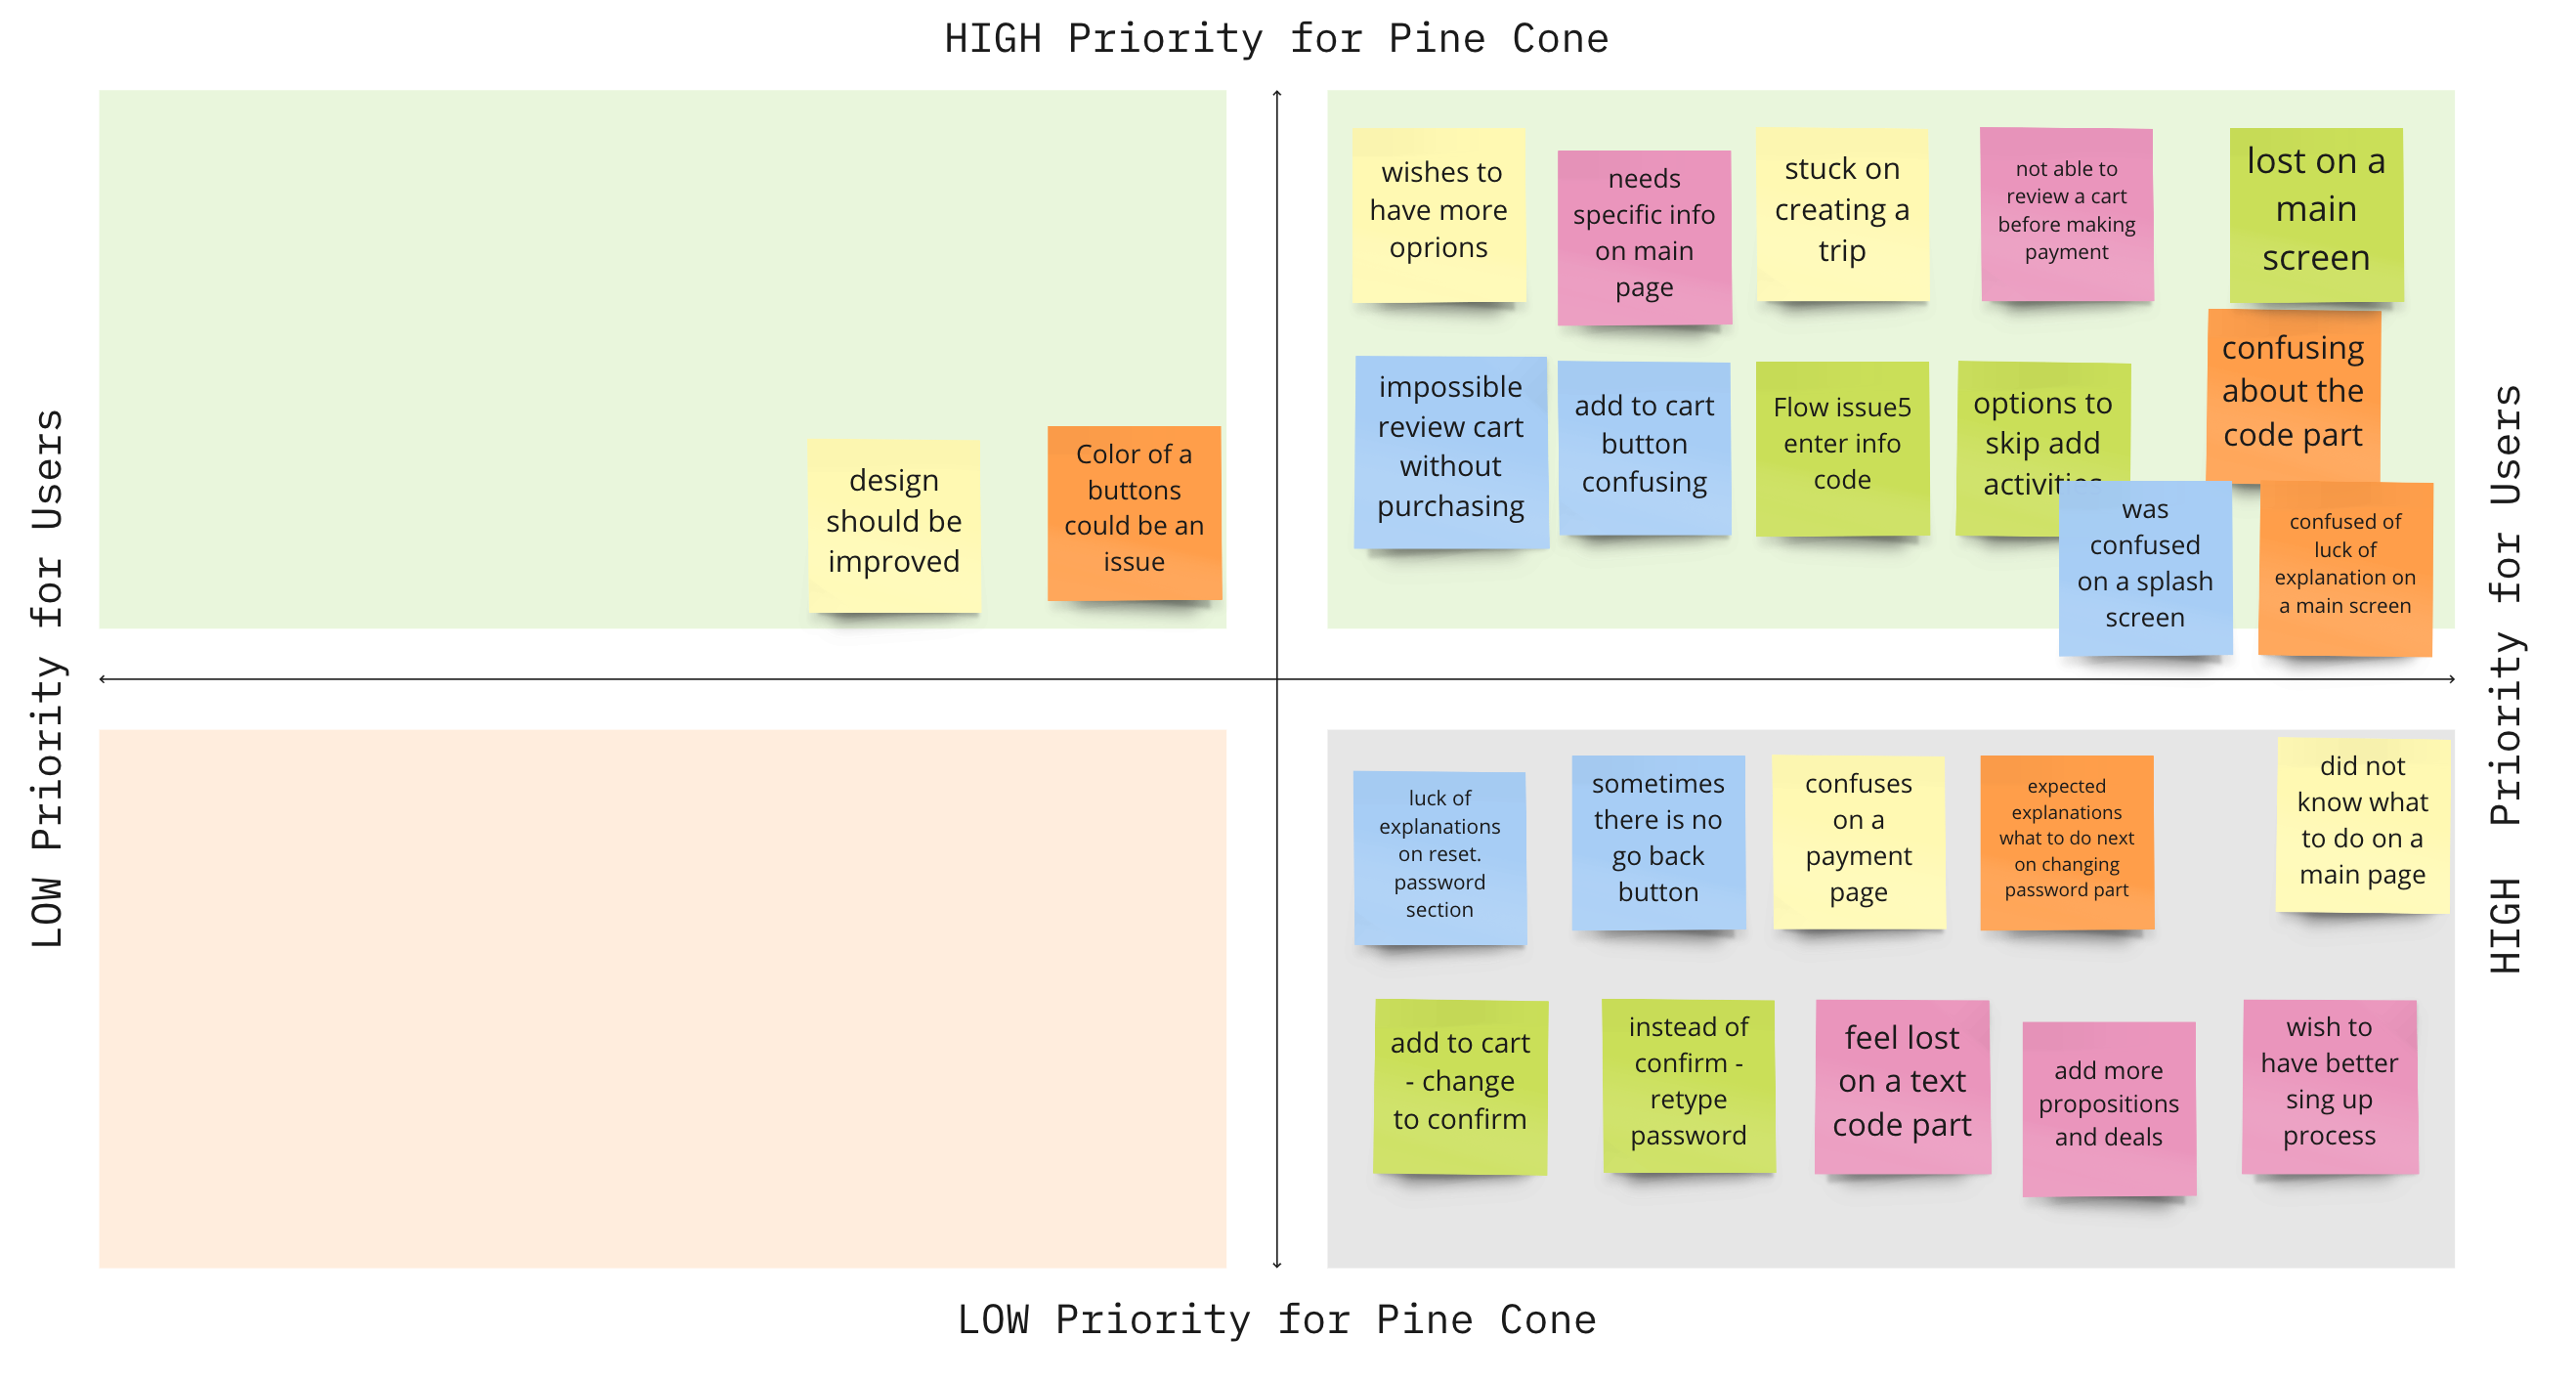 HIGH Priority for Pine Cone
LOW Priority for Users
HIGH Priority for Users
design
should be
improved
Color of a
buttons
could be an
issue
wishes to
have more
oprions
needs
specific info
on main
page
stuck on
creating a
trip
not able to
review a cart
before making
payment
lost on a
main
screen
impossible
review cart
without
purchasing
add to cart
button
confusing
Flow issue5
enter info
code
options to
skip add
activities
confusing
about the
code part
was
confused
on a splash
screen
confused of
luck of
explanation on
a main screen
luck of
explanations
on reset.
password
section
sometimes
there is no
go back
button
confuses
on a
payment
page
expected
explanations
what to do next
on changing
password part
did not
know what
to do on a
main page
add to cart
- change
to confirm
instead of
confirm -
retype
password
feel lost
on a text
code part
add more
propositions
and deals
wish to
have better
sing up
process
LOW Priority for Pine Cone